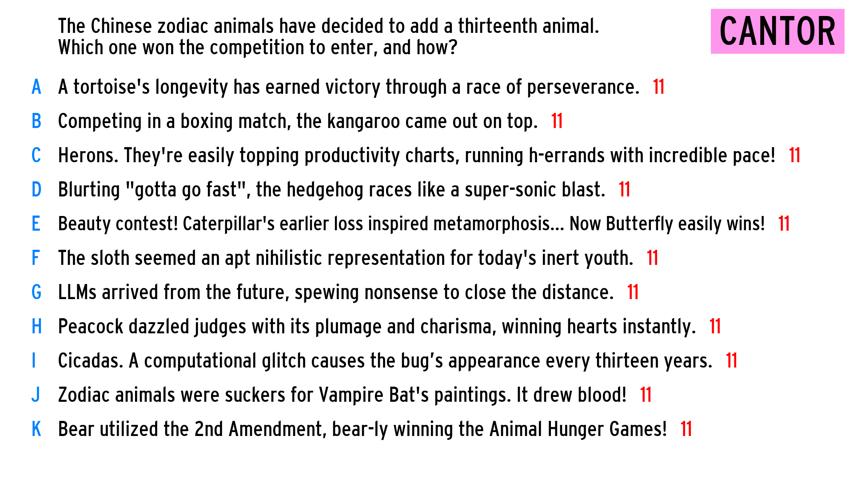 The Chinese zodiac animals have decided to add a thirteenth animal.
Which one won the competition to enter, and how?
CANTOR
A A tortoise's longevity has earned victory through a race of perseverance. 11
B Competing in a boxing match, the kangaroo came out on top. 11
C Herons. They're easily topping productivity charts, running h-errands with incredible pace! 11
D Blurting "gotta go fast", the hedgehog races like a super-sonic blast. 11
E Beauty contest! Caterpillar's earlier loss inspired metamorphosis... Now Butterfly easily wins! 11
F The sloth seemed an apt nihilistic representation for today's inert youth. 11
G LLMs arrived from the future, spewing nonsense to close the distance. 11
H Peacock dazzled judges with its plumage and charisma, winning hearts instantly. 11
I Cicadas. A computational glitch causes the bug’s appearance every thirteen years. 11
J Zodiac animals were suckers for Vampire Bat's paintings. It drew blood! 11
K Bear utilized the 2nd Amendment, bear-ly winning the Animal Hunger Games! 11